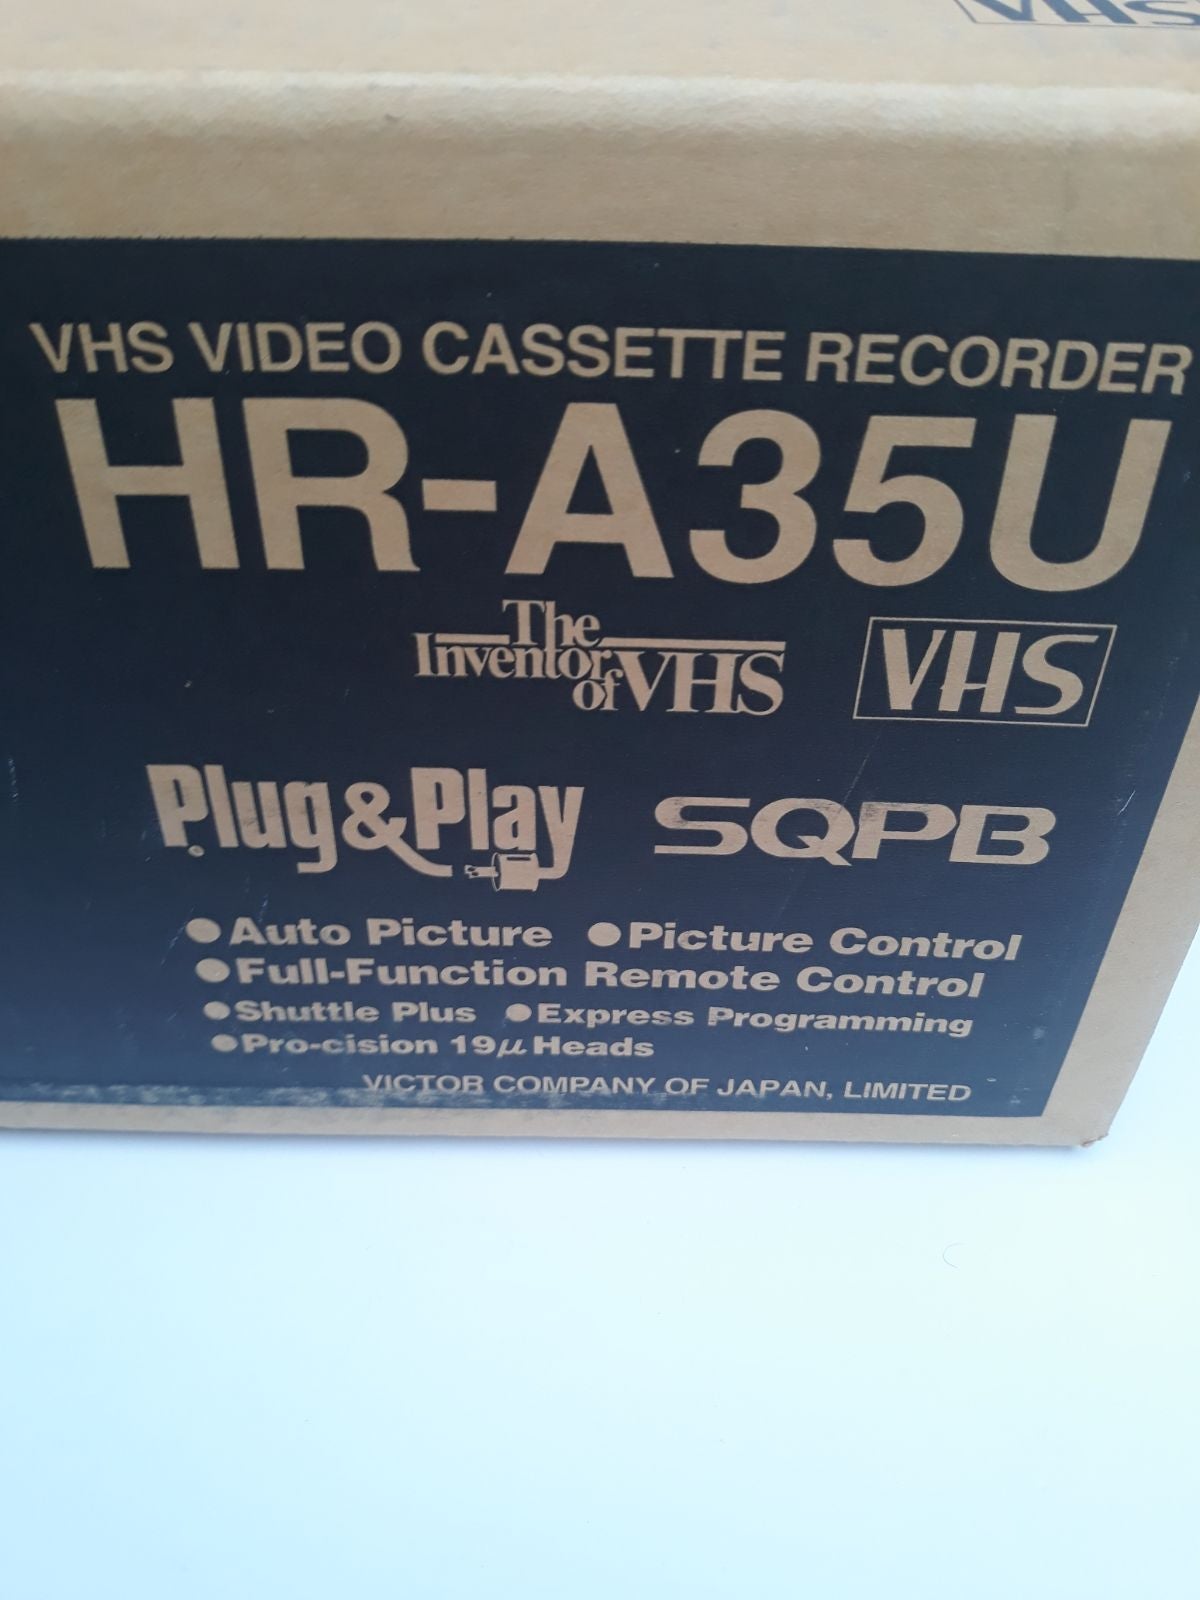 VHS
VHS VIDEO CASSETTE RECORDER
HR-A35U
The Inventor of VHS VHS
Plug&Play SQPB
●Auto Picture ●Picture Control
●Full-Function Remote Control
●Shuttle Plus ●Express Programming
●Pro-cision 19μ Heads
VICTOR COMPANY OF JAPAN, LIMITED